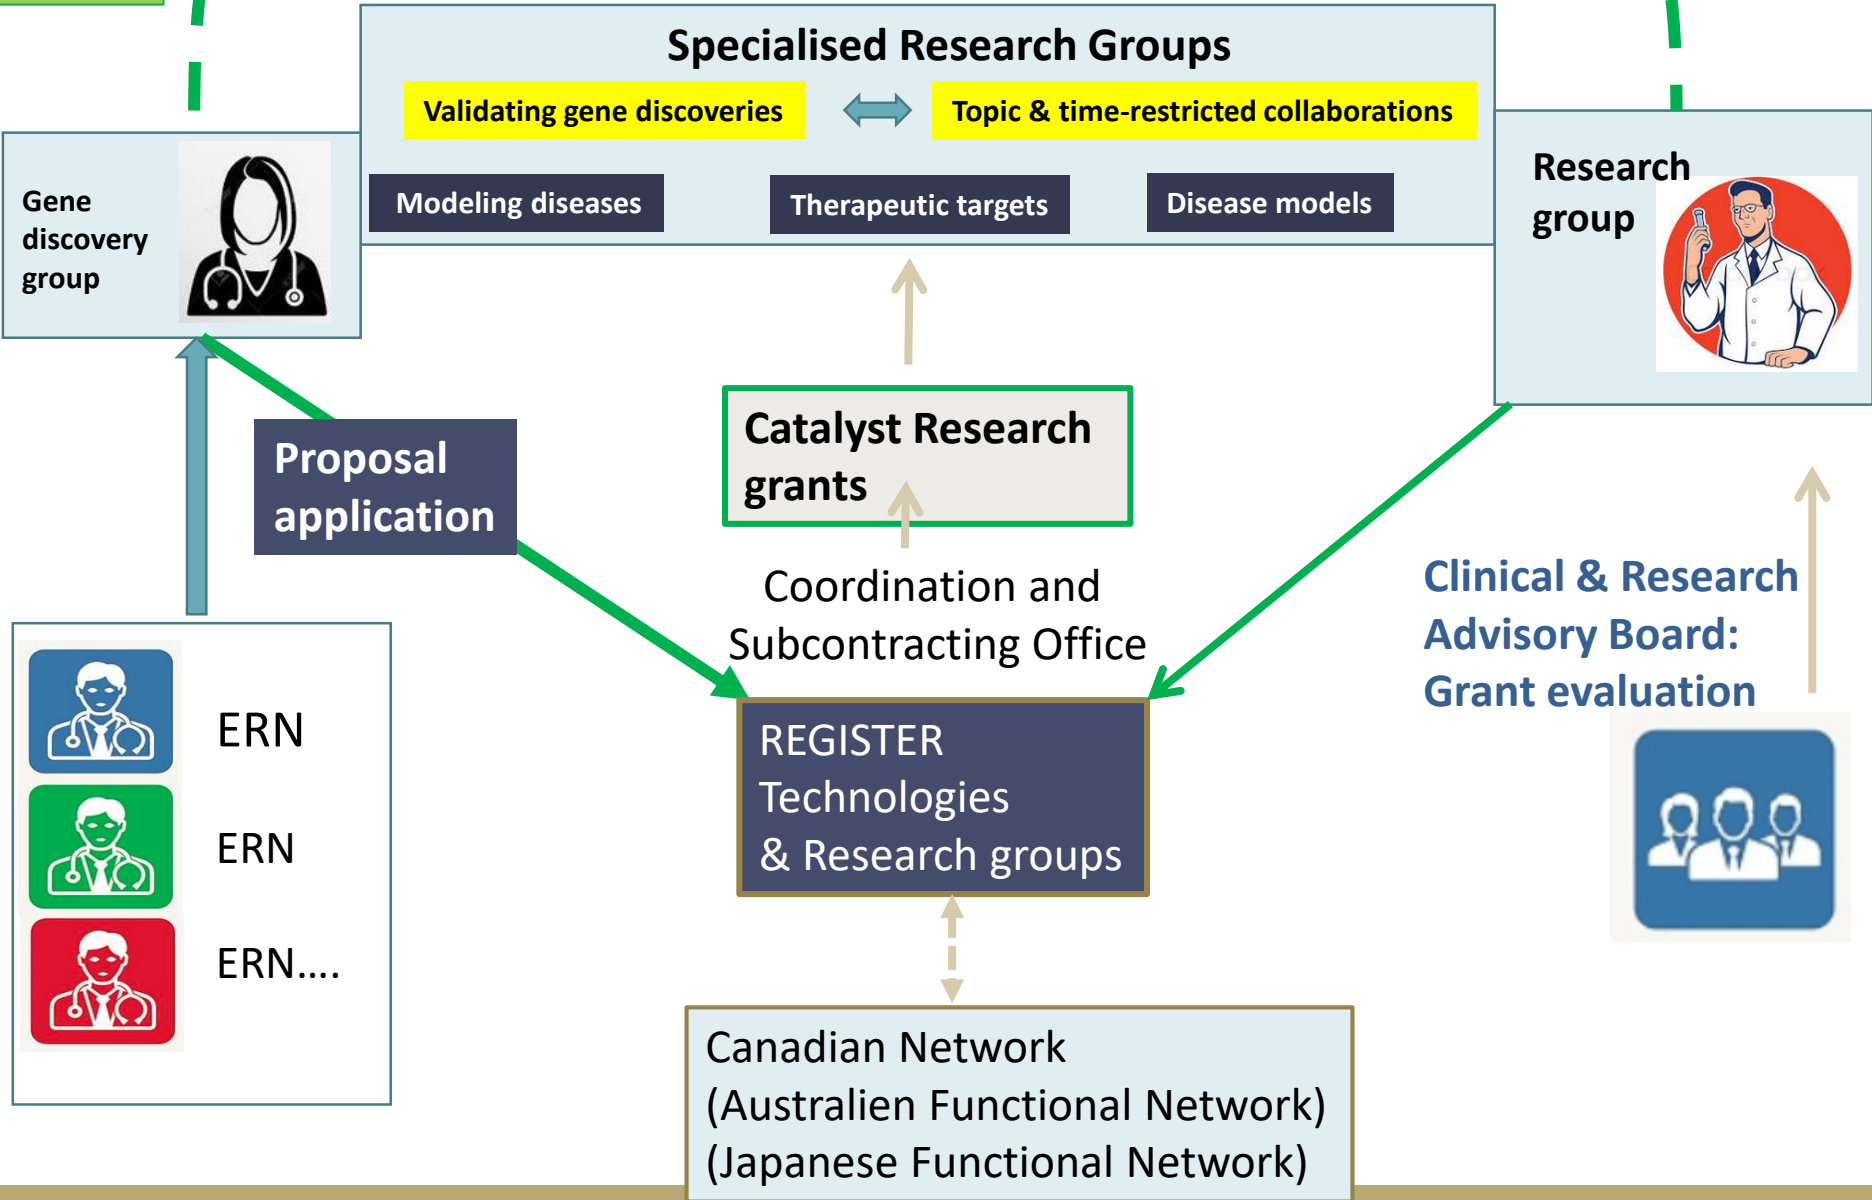 Specialised Research Groups
Validating gene discoveries
Topic & time-restricted collaborations
Modeling diseases
Therapeutic targets
Disease models
Gene
discovery
group
Research
group
Proposal
application
Catalyst Research
grants
Coordination and
Subcontracting Office
Clinical & Research
Advisory Board:
Grant evaluation
ERN
ERN
ERN....
REGISTER
Technologies
& Research groups
Canadian Network
(Australien Functional Network)
(Japanese Functional Network)